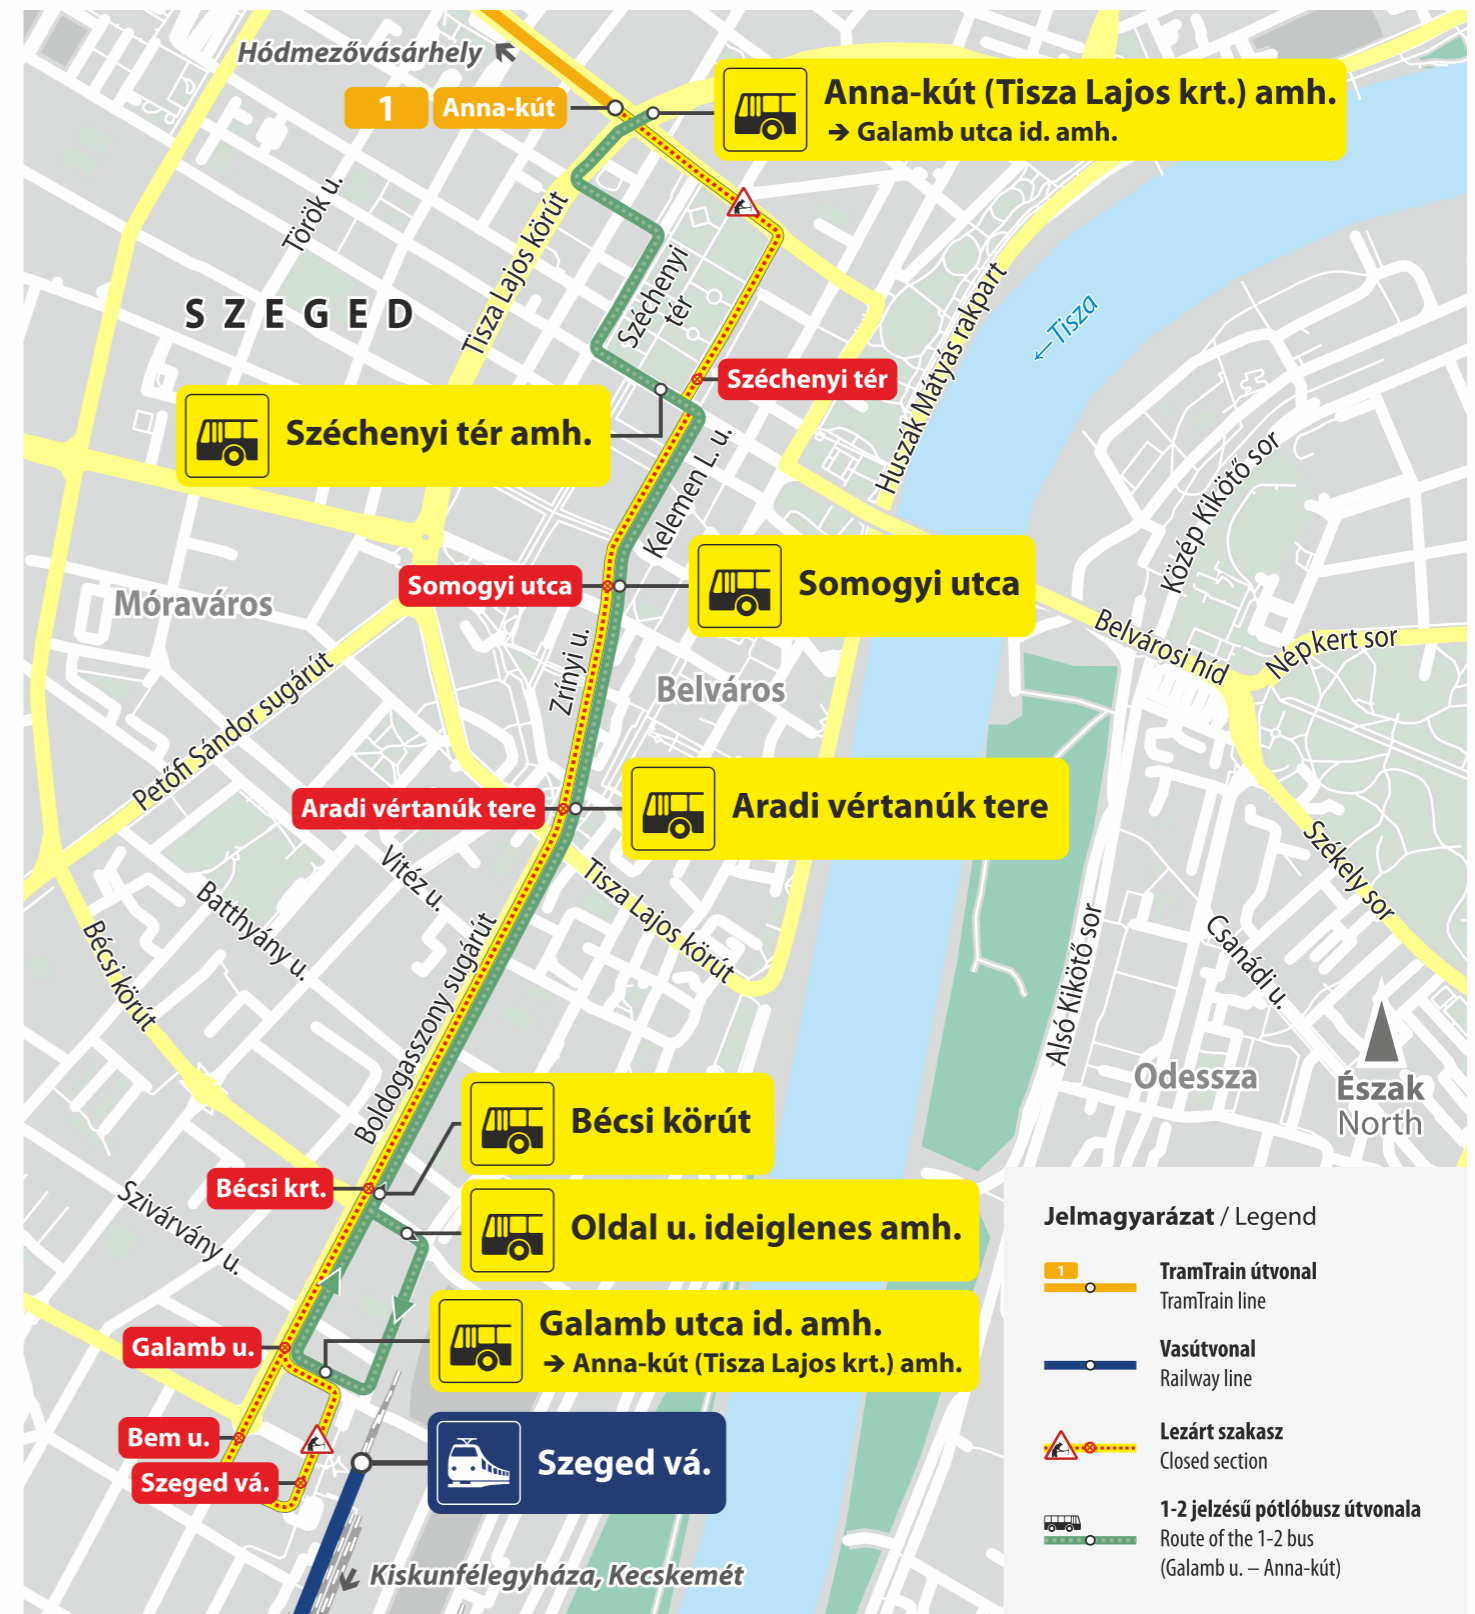 Hódmezővásárhely
1 Anna-kút
Anna-kút (Tisza Lajos krt.) amh.
➔ Galamb utca id. amh.
Török u.
Tisza Lajos körút
SZEGED
Széchenyi
tér
Huszák Mátyás rakpart
←Tisza
Széchenyi tér
Széchenyi tér amh.
Kelemen L. u.
Közép Kikötő sor
Somogyi utca
Somogyi utca
Móraváros
Zrínyi u.
Belváros
Belvárosi híd
Népkert sor
Petőfi Sándor sugárút
Aradi vértanúk tere
Aradi vértanúk tere
Vitéz u.
Batthyány u.
Tisza Lajos körút
Székely sor
Csanádi u.
Bécsi körút
Boldogasszony sugárút
Alsó Kikötő sor
Odessza
Észak
North
Bécsi körút
Bécsi krt.
Szivárvány u.
Oldal u. ideiglenes amh.
Galamb u.
Galamb utca id. amh.
➔ Anna-kút (Tisza Lajos krt.) amh.
Bem u.
Szeged vá.
Szeged vá.
Kiskunfélegyháza, Kecskemét
Jelmagyarázat / Legend
1
TramTrain útvonal
TramTrain line
Vasútvonal
Railway line
Lezárt szakasz
Closed section
1-2 jelzésű pótlóbusz útvonala
Route of the 1-2 bus
(Galamb u. – Anna-kút)